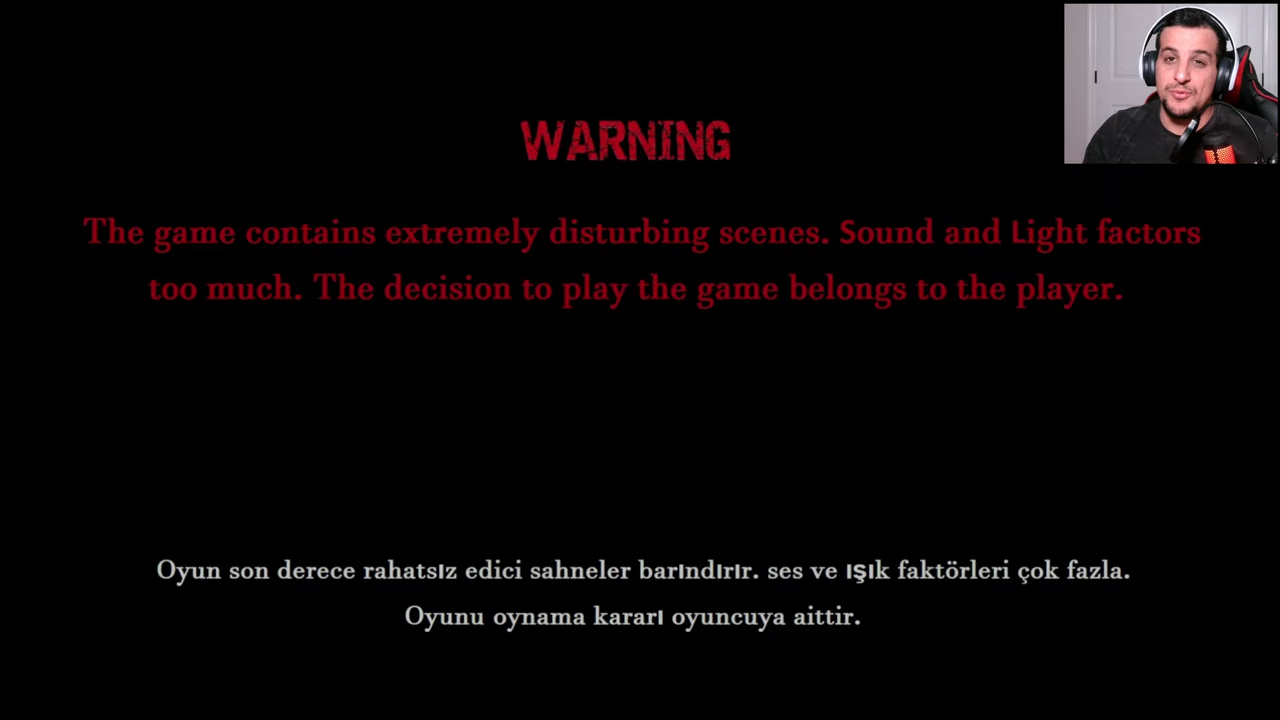 WARNING
The game contains extremely disturbing scenes. Sound and Light factors
too much. The decision to play the game belongs to the player.
Oyun son derece rahatsız edici sahneler barındırır. ses ve ışık faktörleri çok fazla.
Oyunu oynama kararı oyuncuya aittir.